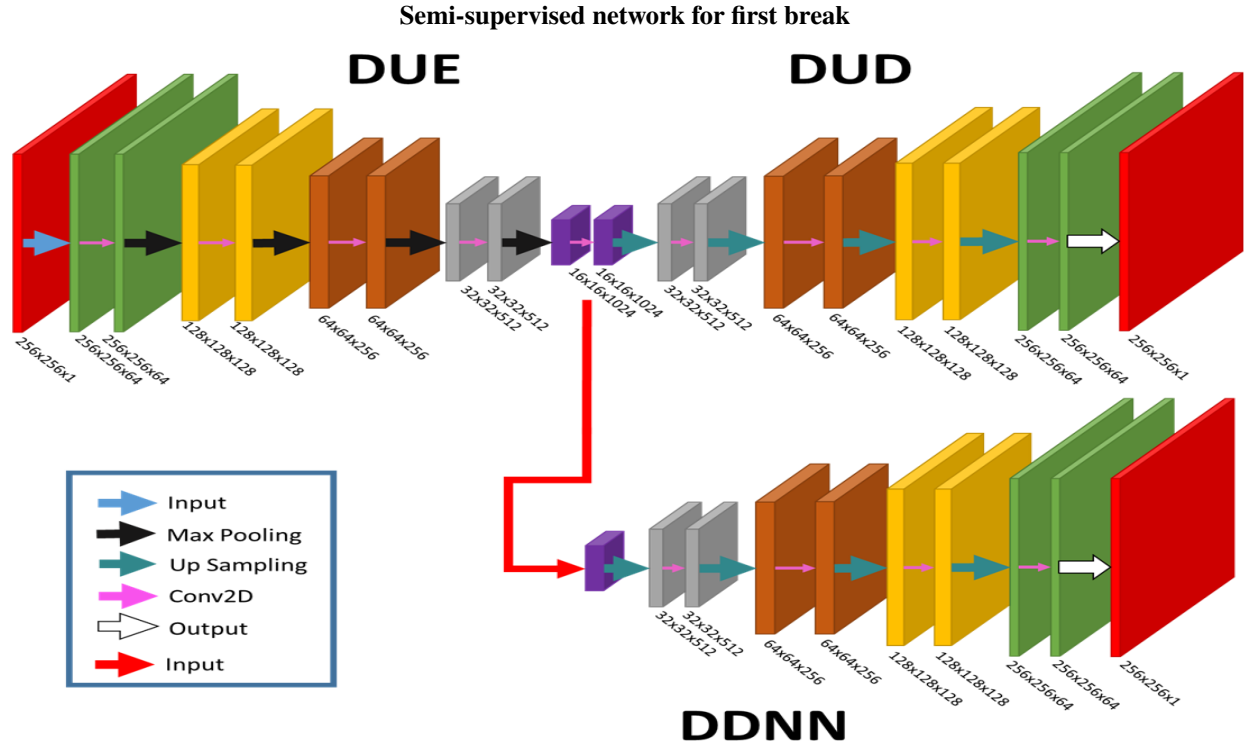 Semi-supervised network for first break
DUE
DUD
256x256x1
256x256x64
256x256x64
128x128x128
128x128x128
64x64x256
64x64x256
32x32x512
32x32x512
16x16x1024
16x16x1024
32x32x512
32x32x512
64x64x256
64x64x256
128x128x128
128x128x128
256x256x64
256x256x64
256x256x1
Input
Max Pooling
Up Sampling
Conv2D
Output
Input
32x32x512
32x32x512
64x64x256
64x64x256
128x128x128
128x128x128
256x256x64
256x256x64
256x256x1
DDNN